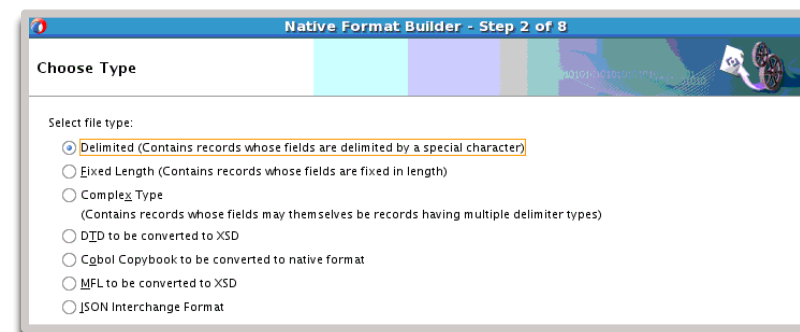 Native Format Builder - Step 2 of 8
Choose Type
Select file type:
Delimited (Contains records whose fields are delimited by a special character)
Fixed Length (Contains records whose fields are fixed in length)
Complex Type
(Contains records whose fields may themselves be records having multiple delimiter types)
DTD to be converted to XSD
Cobol Copybook to be converted to native format
MFL to be converted to XSD
JSON Interchange Format